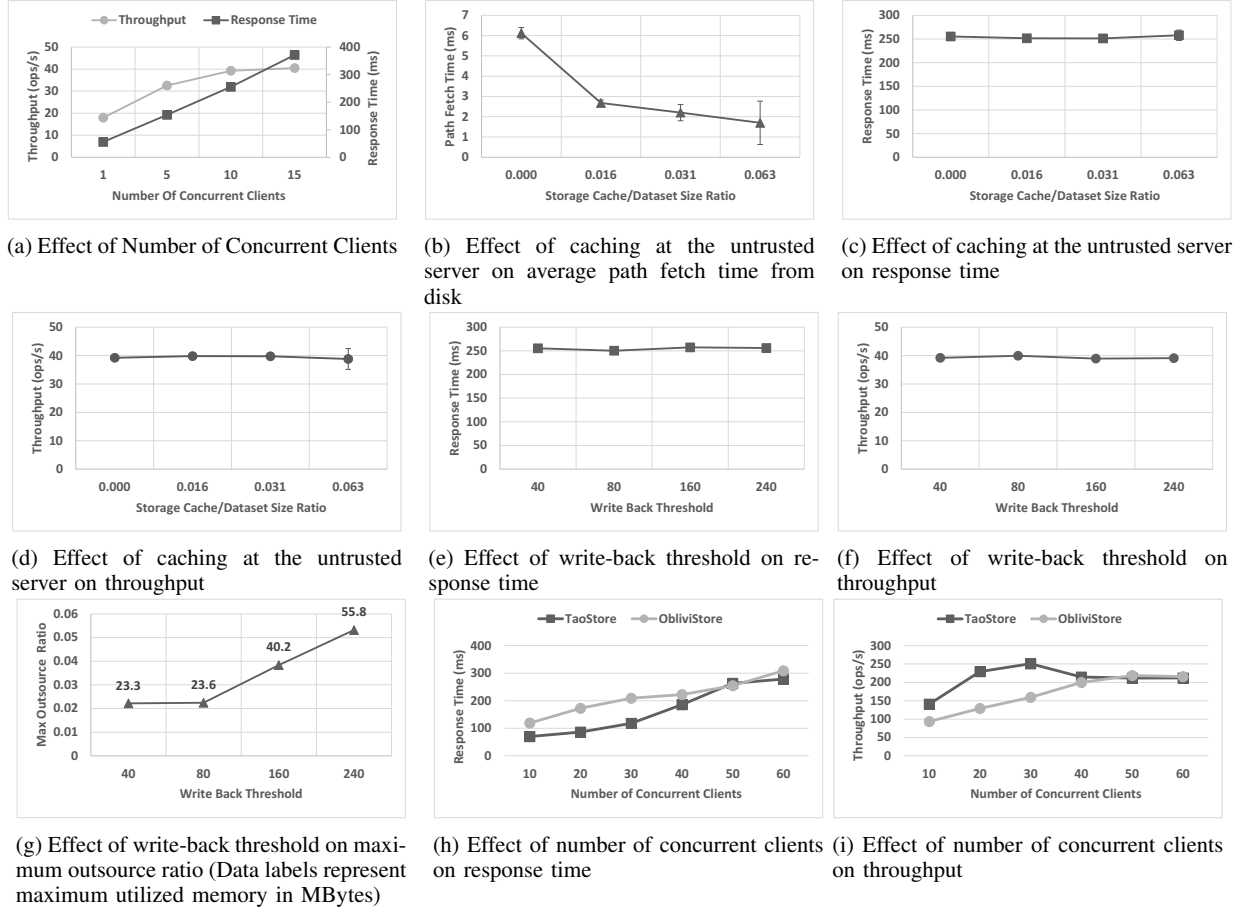 Throughput Response Time
50
40
30
20
10
0
400
300
200
100
0
Throughput (ops/s)
Response Time (ms)
1 5 10 15
Number Of Concurrent Clients
(a) Effect of Number of Concurrent Clients
7
6
5
4
3
2
1
0
Path Fetch Time (ms)
0.000 0.016 0.031 0.063
Storage Cache/Dataset Size Ratio
(b) Effect of caching at the untrusted
server on average path fetch time from
disk
300
250
200
150
100
50
0
Response Time (ms)
0.000 0.016 0.031 0.063
Storage Cache/Dataset Size Ratio
(c) Effect of caching at the untrusted server
on response time
50
40
30
20
10
0
Throughput (ops/s)
0.000 0.016 0.031 0.063
Storage Cache/Dataset Size Ratio
(d) Effect of caching at the untrusted
server on throughput
300
250
200
150
100
50
0
Response Time (ms)
40 80 160 240
Write Back Threshold
(e) Effect of write-back threshold on re-
sponse time
50
40
30
20
10
0
Throughput (ops/s)
40 80 160 240
Write Back Threshold
(f) Effect of write-back threshold on
throughput
0.06
0.05
0.04
0.03
0.02
0.01
0
Max Outsource Ratio
23.3 23.6 40.2 55.8
40 80 160 240
Write Back Threshold
(g) Effect of write-back threshold on maxi-
mum outsource ratio (Data labels represent
maximum utilized memory in MBytes)
TaoStore ObliviStore
400
300
200
100
0
Response Time (ms)
10 20 30 40 50 60
Number of Concurrent Clients
(h) Effect of number of concurrent clients
on response time
TaoStore ObliviStore
300
250
200
150
100
50
0
Throughput (ops/s)
10 20 30 40 50 60
Number of Concurrent Clients
(i) Effect of number of concurrent clients
on throughput